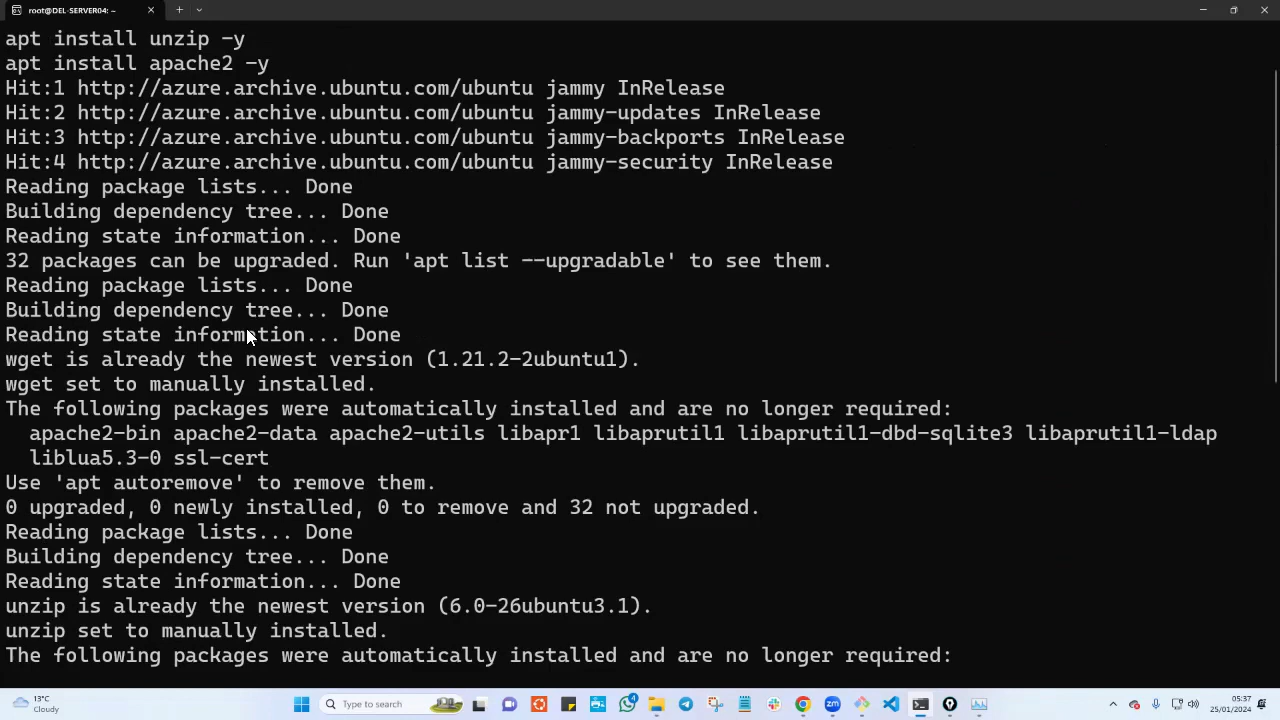 root@DEL-SERVER04: ~
apt install unzip -y
apt install apache2 -y
Hit:1 http://azure.archive.ubuntu.com/ubuntu jammy InRelease
Hit:2 http://azure.archive.ubuntu.com/ubuntu jammy-updates InRelease
Hit:3 http://azure.archive.ubuntu.com/ubuntu jammy-backports InRelease
Hit:4 http://azure.archive.ubuntu.com/ubuntu jammy-security InRelease
Reading package lists... Done
Building dependency tree... Done
Reading state information... Done
32 packages can be upgraded. Run 'apt list --upgradable' to see them.
Reading package lists... Done
Building dependency tree... Done
Reading state information... Done
wget is already the newest version (1.21.2-2ubuntu1).
wget set to manually installed.
The following packages were automatically installed and are no longer required:
apache2-bin apache2-data apache2-utils libapr1 libaprutil1 libaprutil1-dbd-sqlite3 libaprutil1-ldap
liblua5.3-0 ssl-cert
Use 'apt autoremove' to remove them.
0 upgraded, 0 newly installed, 0 to remove and 32 not upgraded.
Reading package lists... Done
Building dependency tree... Done
Reading state information... Done
unzip is already the newest version (6.0-26ubuntu3.1).
unzip set to manually installed.
The following packages were automatically installed and are no longer required:
13°C
Cloudy
Type to search
4
zm
05:37
25/01/2024